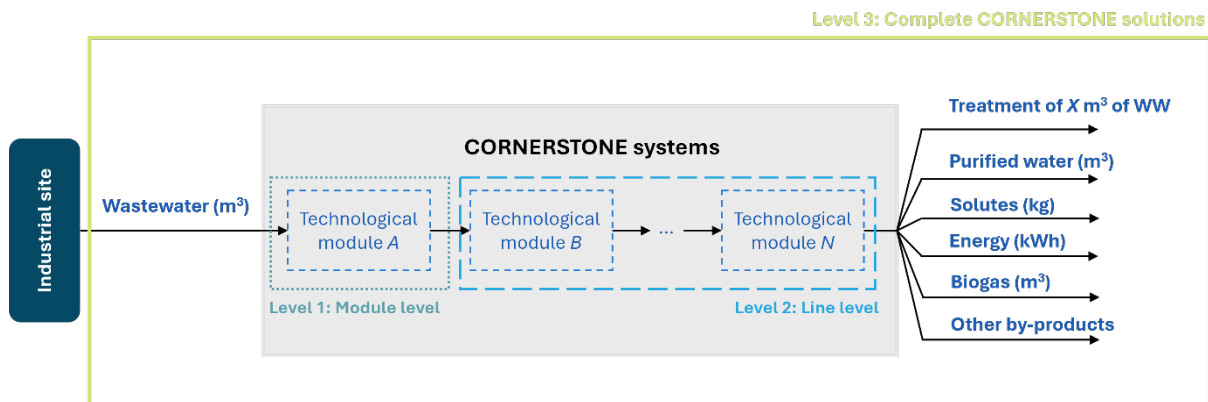 Level 3: Complete CORNERSTONE solutions
Industrial site
Wastewater (m³)
CORNERSTONE systems
Technological
module A
Technological
module B
...
Technological
module N
Level 1: Module level
Level 2: Line level
Treatment of X m³ of WW
Purified water (m³)
Solutes (kg)
Energy (kWh)
Biogas (m³)
Other by-products